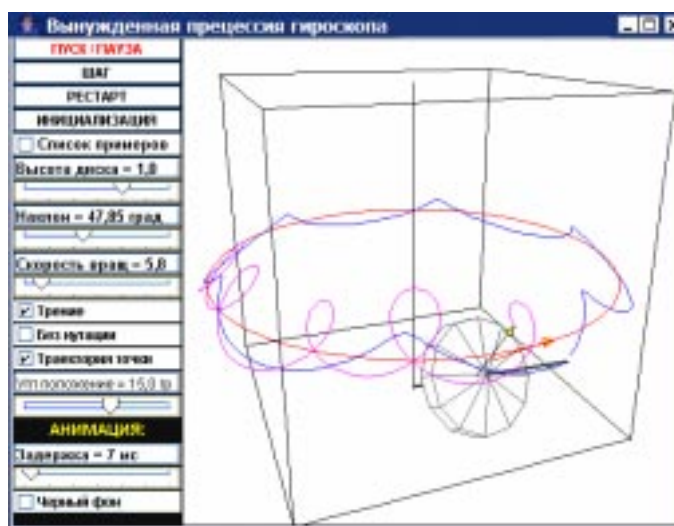 Вынужденная прецессия гироскопа
ПУСК / ПАУЗА
ШАГ
РЕСТАРТ
ИНИЦИАЛИЗАЦИЯ
Список примеров
Высота диска = 1,0
Наклон = 47,85 град
Скорость вращ = 5,8
Трение
Без нутации
Траектория точки
положение = 15,0 гр
АНИМАЦИЯ:
Задержка = 7 мс
Черный фон